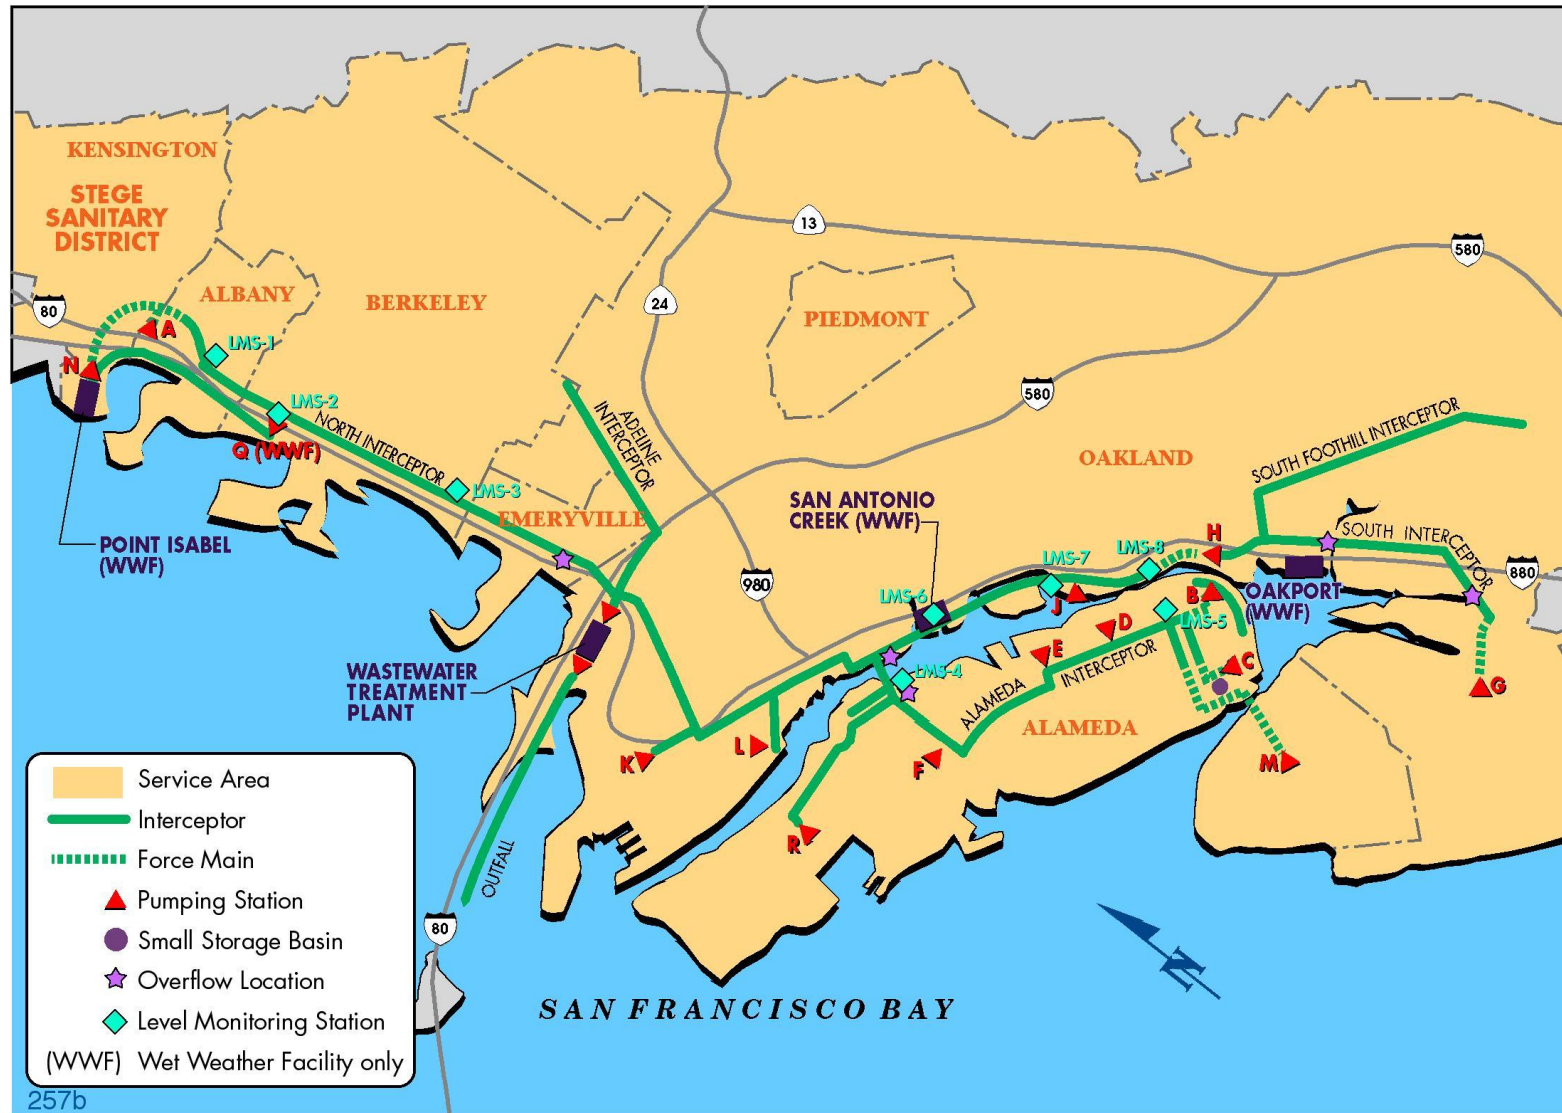 KENSINGTON
STEGE
SANITARY
DISTRICT
ALBANY
BERKELEY
80
A
N
LMS-1
LMS-2
Q (WWF)
NORTH INTERCEPTOR
LMS-3
EMERYVILLE
ADELINE
INTERCEPTOR
POINT ISABEL
(WWF)
24
13
580
PIEDMONT
580
OAKLAND
SOUTH FOOTHILL INTERCEPTOR
SAN ANTONIO
CREEK (WWF)
980
LMS-6
LMS-7
J
LMS-8
H
SOUTH INTERCEPTOR
880
OAKPORT
(WWF)
B
LMS-5
D
E
C
G
LMS-4
ALAMEDA
INTERCEPTOR
ALAMEDA
M
F
K
L
R
WASTEWATER
TREATMENT
PLANT
OUTFALL
80
N
SAN FRANCISCO BAY
Service Area
Interceptor
Force Main
Pumping Station
Small Storage Basin
Overflow Location
Level Monitoring Station
(WWF) Wet Weather Facility only
257b